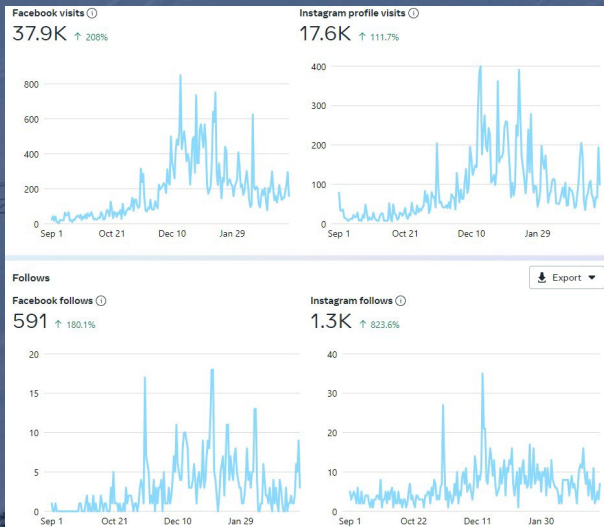 Facebook visits
37.9K ↑ 208%
800
600
400
200
0
Sep 1 Oct 21 Dec 10 Jan 29
Instagram profile visits
17.6K ↑ 111.7%
400
300
200
100
0
Sep 1 Oct 21 Dec 10 Jan 29
Follows
Export
Facebook follows
591 ↑ 180.1%
20
15
10
5
0
Sep 1 Oct 21 Dec 10 Jan 29
Instagram follows
1.3K ↑ 823.6%
40
30
20
10
0
Sep 1 Oct 22 Dec 11 Jan 30